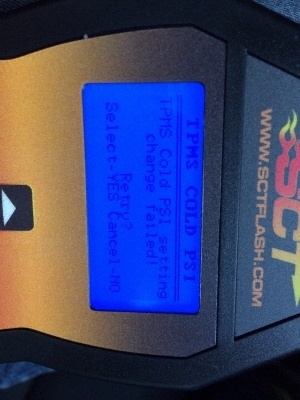 TPMS COLD PSI
TPMS Cold PSI setting
change failed!
Retry?
Select-YES Cancel-NO
SCT
WWW.SCTFLASH.COM